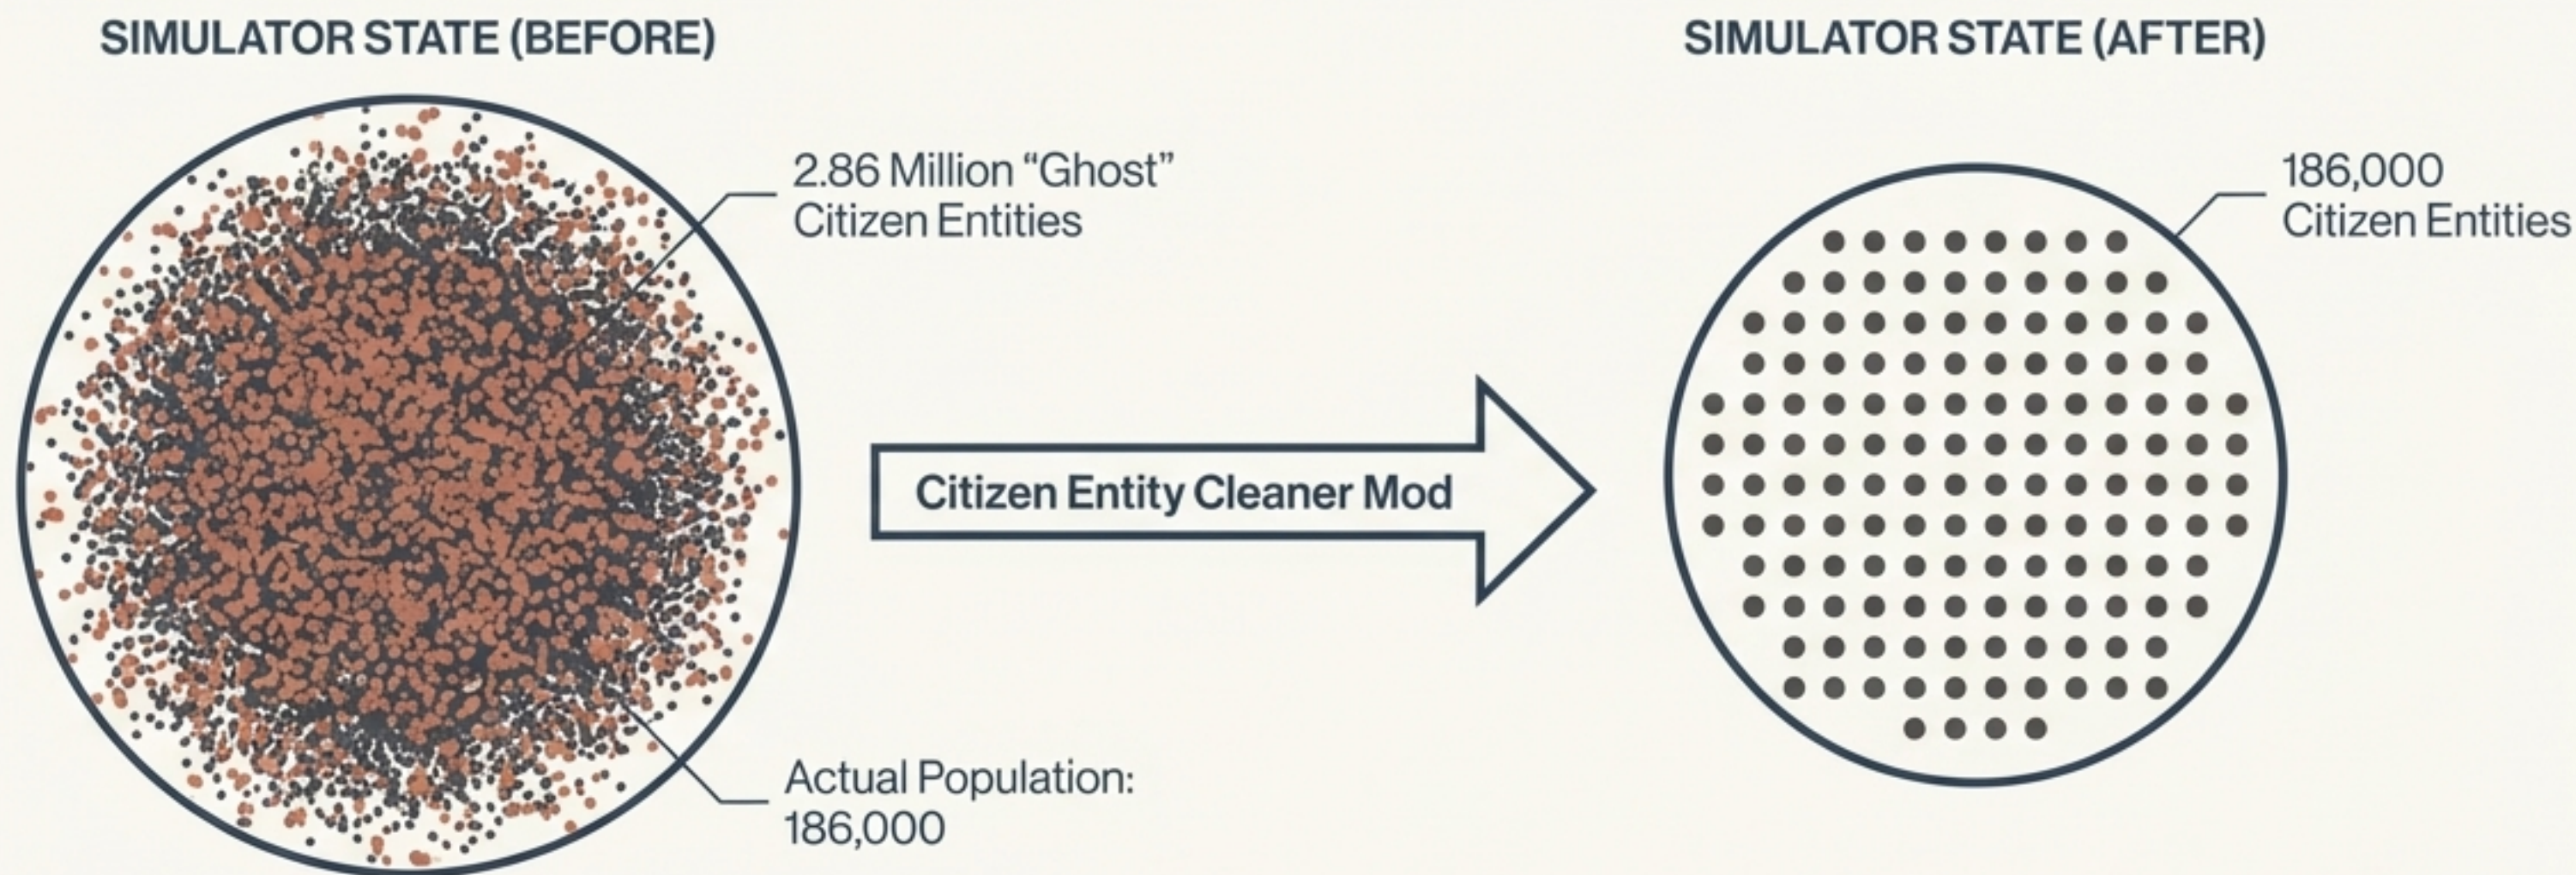 SIMULATOR STATE (BEFORE)
2.86 Million “Ghost”
Citizen Entities
Actual Population:
186,000
Citizen Entity Cleaner Mod
SIMULATOR STATE (AFTER)
186,000
Citizen Entities